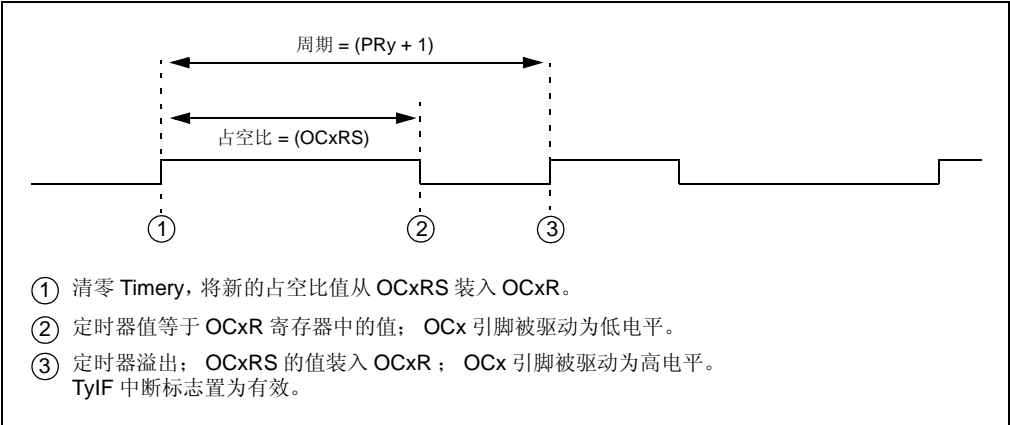 周期 = (PRy + 1)
占空比 = (OCxRS)
1 2 3
1 清零 Timery，将新的占空比值从 OCxRS 装入 OCxR。
2 定时器值等于 OCxR 寄存器中的值； OCx 引脚被驱动为低电平。
3 定时器溢出； OCxRS 的值装入 OCxR ； OCx 引脚被驱动为高电平。
TyIF 中断标志置为有效。